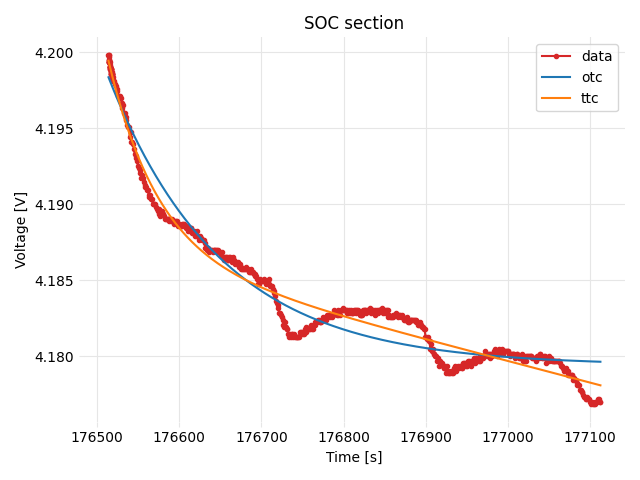 SOC section
data
otc
ttc
4.200
4.195
4.190
4.185
4.180
Voltage [V]
176500 176600 176700 176800 176900 177000 177100
Time [s]